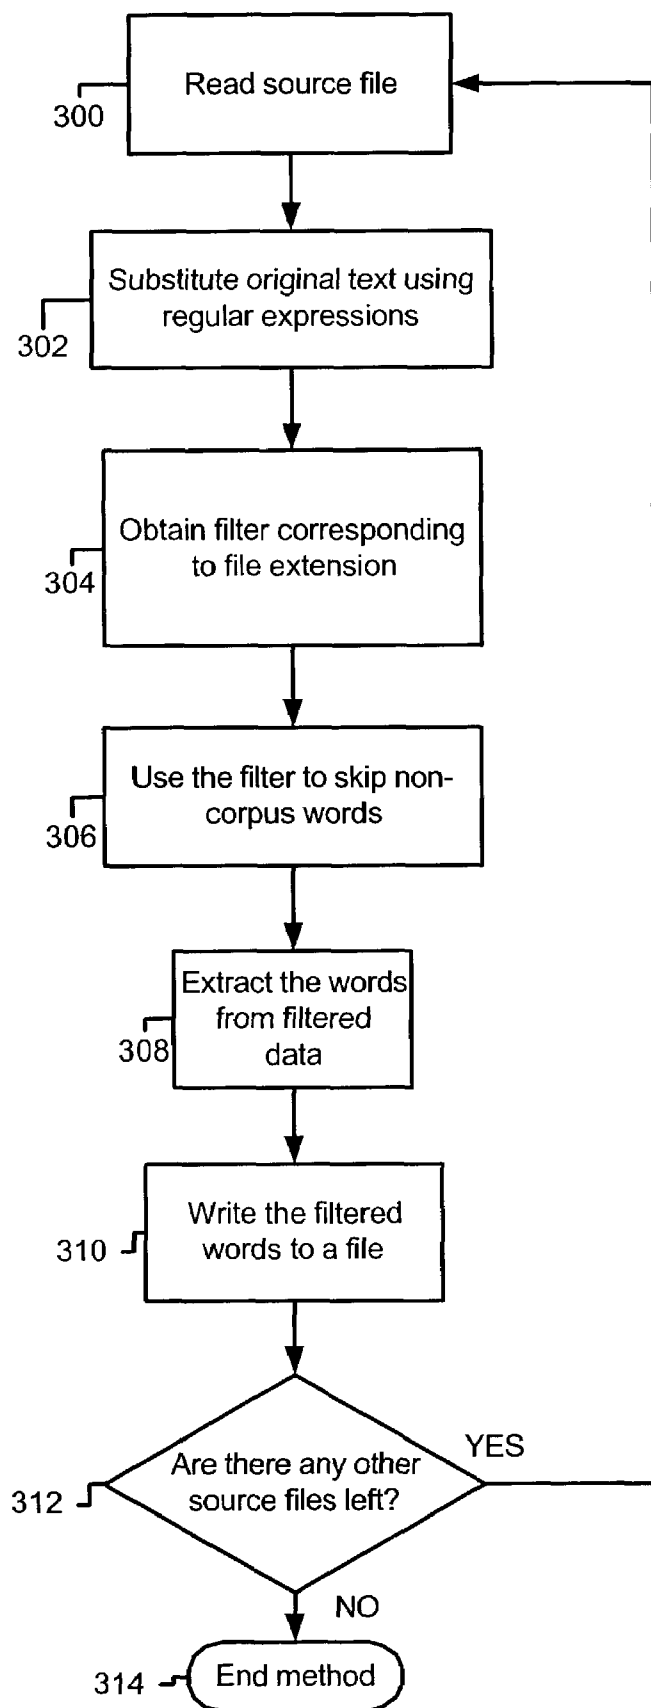 Read source file
300
Substitute original text using
regular expressions
302
Obtain filter corresponding
to file extension
304
Use the filter to skip non-
corpus words
306
Extract the words
from filtered
data
308
Write the filtered
words to a file
310
YES
Are there any other
source files left?
312
NO
End method
314